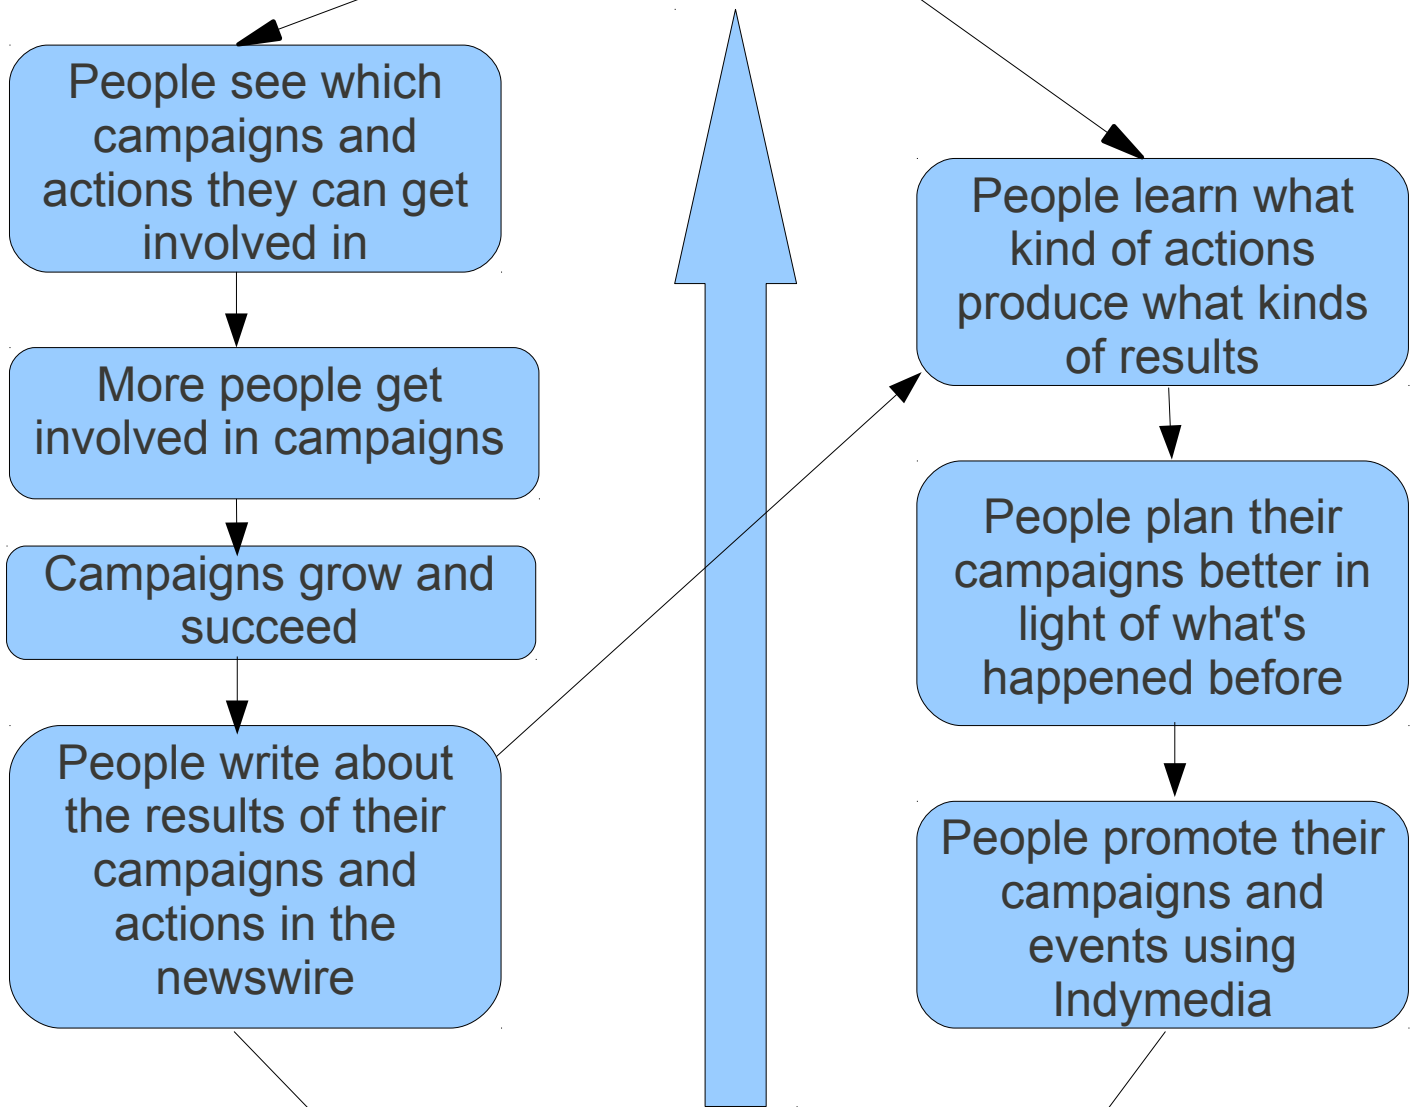 People see which
campaigns and
actions they can get
involved in
More people get
involved in campaigns
Campaigns grow and
succeed
People write about
the results of their
campaigns and
actions in the
newswire
People learn what
kind of actions
produce what kinds
of results
People plan their
campaigns better in
light of what's
happened before
People promote their
campaigns and
events using
Indymedia